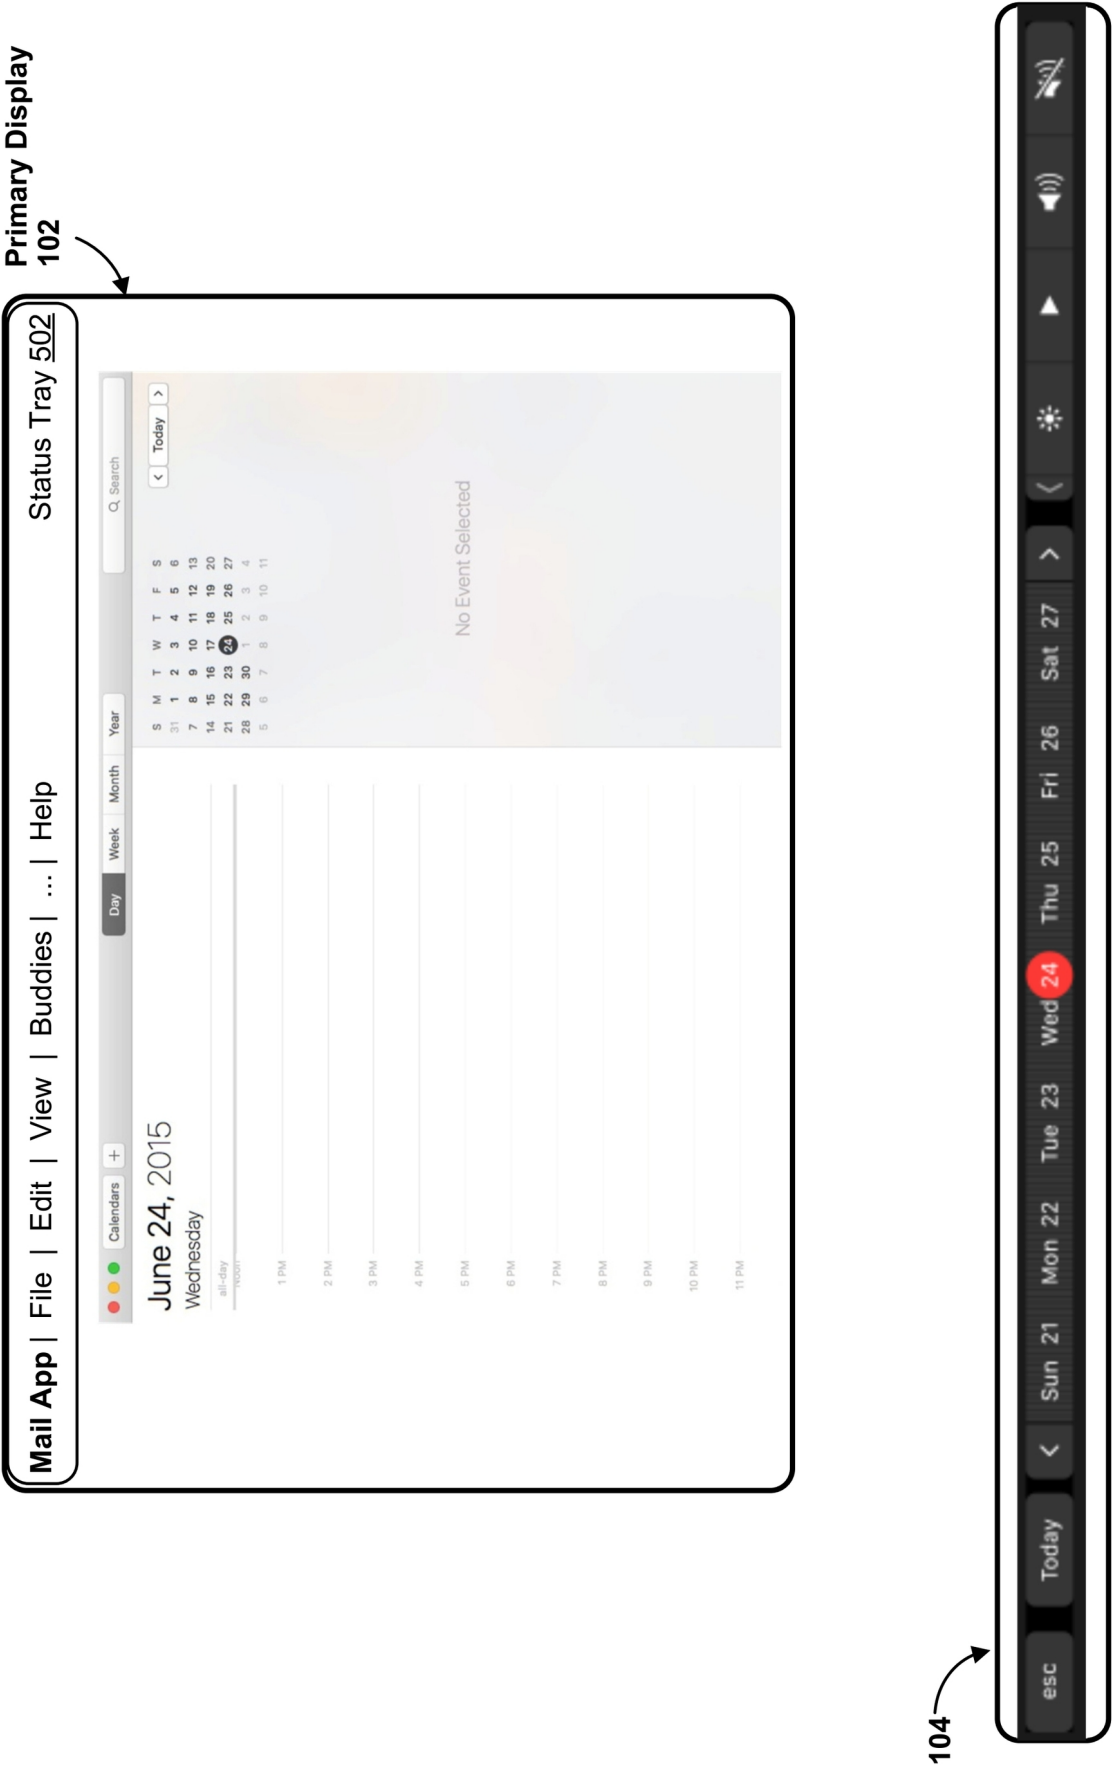 Primary Display
102
Mail App | File | Edit | View | Buddies | ... | Help Status Tray 502
Calendars + Day Week Month Year Search
June 24, 2015 < Today >
Wednesday
all-day
Noon
1 PM
2 PM
3 PM
4 PM
5 PM
6 PM
7 PM
8 PM
9 PM
10 PM
11 PM
S M T W T F S
31 1 2 3 4 5 6
7 8 9 10 11 12 13
14 15 16 17 18 19 20
21 22 23 24 25 26 27
28 29 30 1 2 3 4
5 6 7 8 9 10 11
No Event Selected
104
esc Today < Sun 21 Mon 22 Tue 23 Wed 24 Thu 25 Fri 26 Sat 27 > <